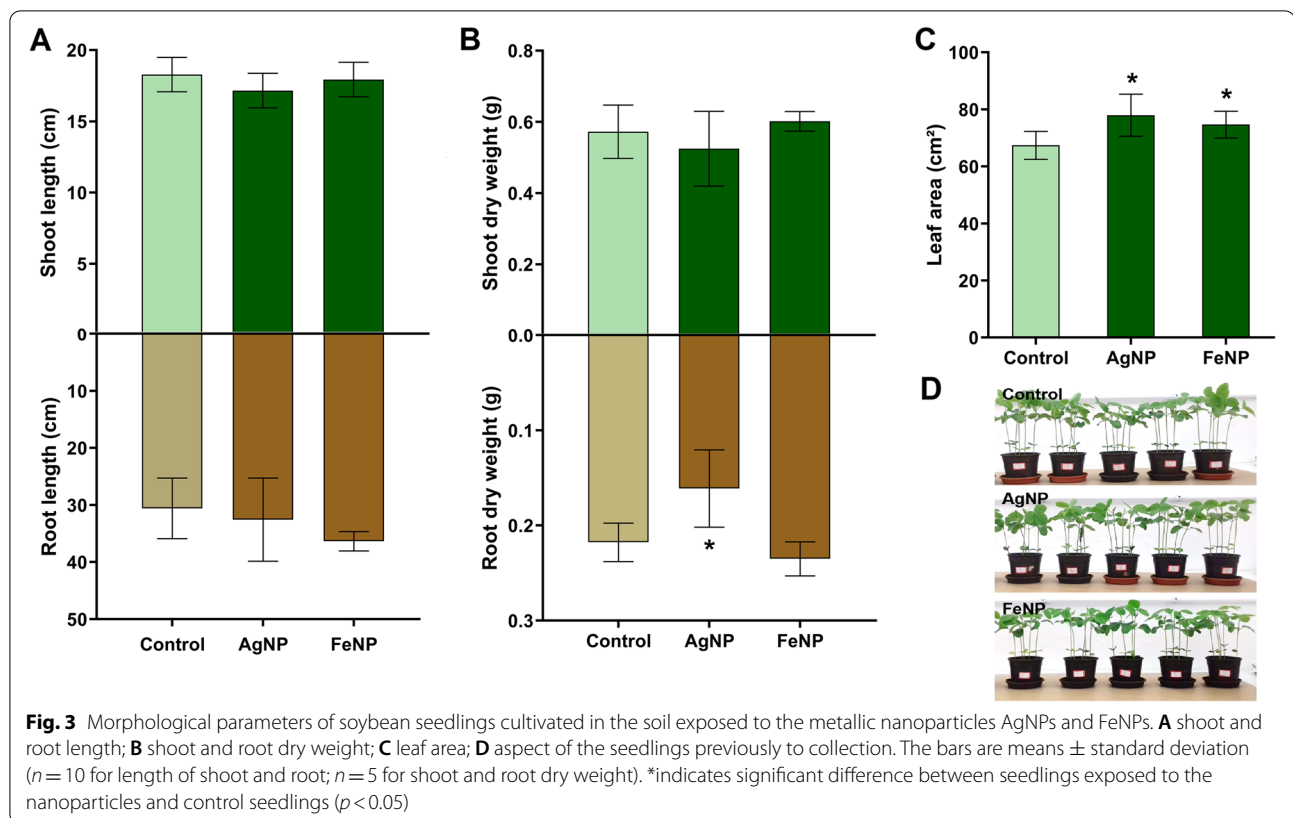 A
B
C
20
15
10
5
0
10
20
30
40
50
Shoot length (cm)
Root length (cm)
Control AgNP FeNP
0.8
0.6
0.4
0.2
0.0
0.1
0.2
0.3
Shoot dry weight (g)
Root dry weight (g)
*
Control AgNP FeNP
100
80
60
40
20
0
Leaf area (cm²)
* *
Control AgNP FeNP
D
Control
AgNP
FeNP
Fig. 3 Morphological parameters of soybean seedlings cultivated in the soil exposed to the metallic nanoparticles AgNPs and FeNPs. A shoot and
root length; B shoot and root dry weight; C leaf area; D aspect of the seedlings previously to collection. The bars are means ± standard deviation
(n = 10 for length of shoot and root; n = 5 for shoot and root dry weight). *indicates significant difference between seedlings exposed to the
nanoparticles and control seedlings (p < 0.05)